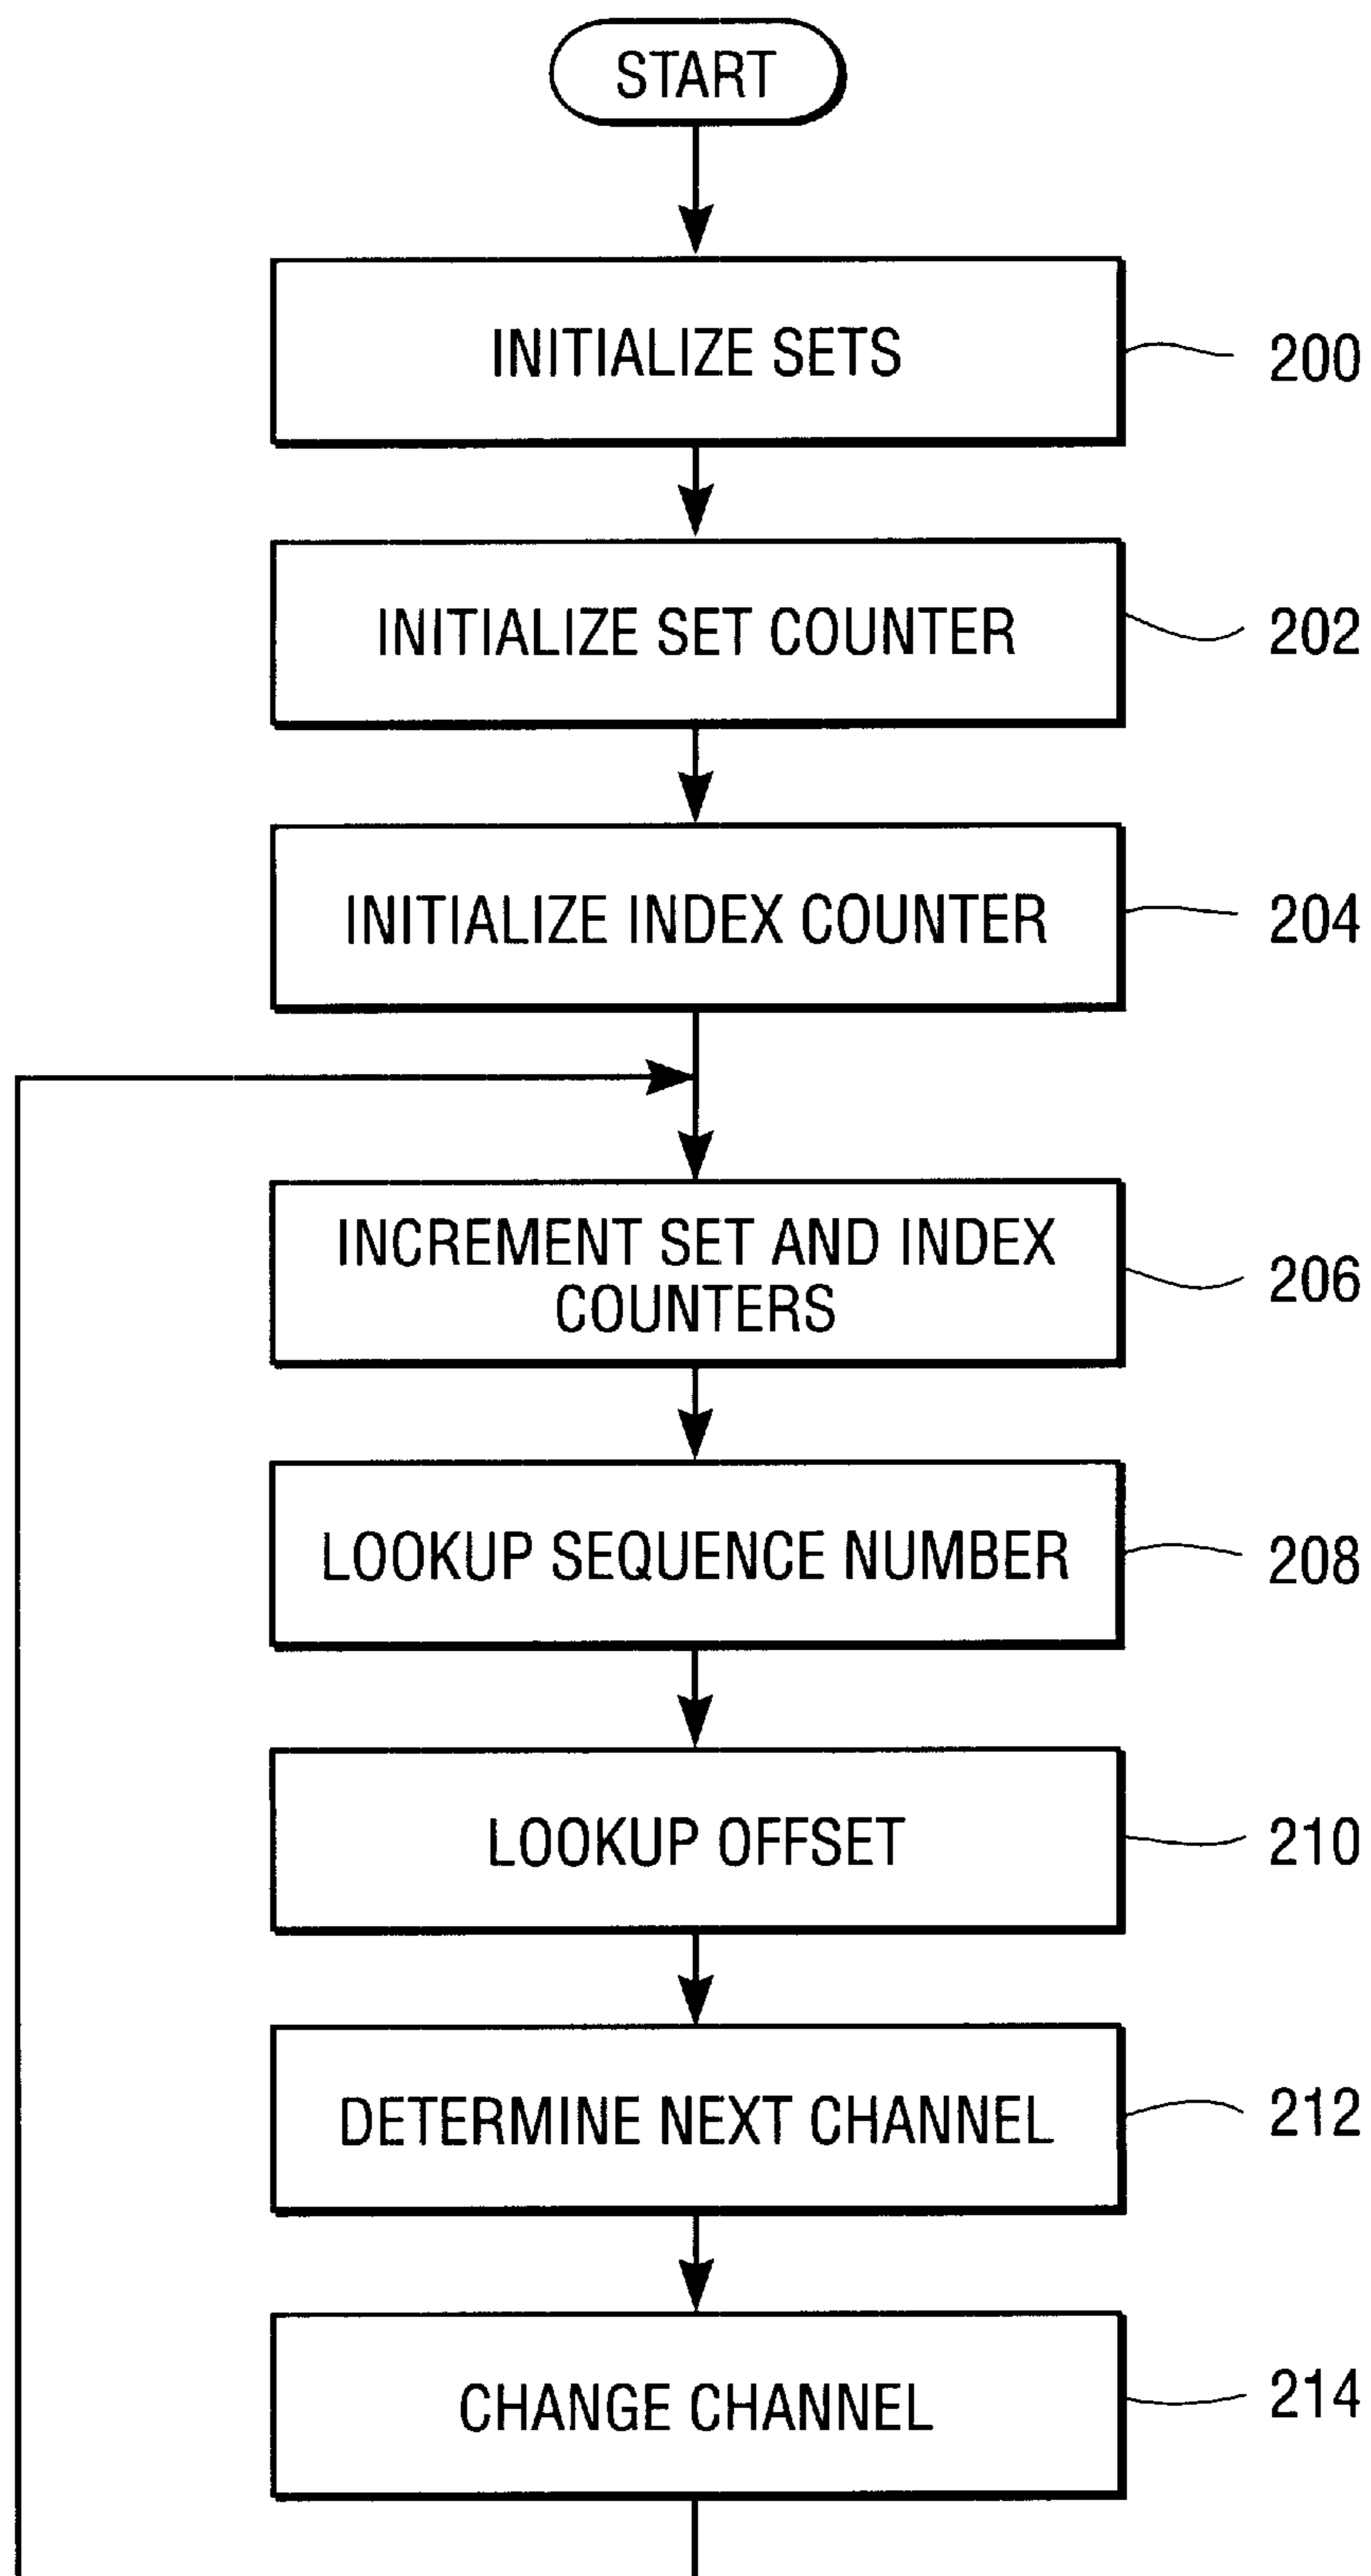 START
INITIALIZE SETS
200
INITIALIZE SET COUNTER
202
INITIALIZE INDEX COUNTER
204
INCREMENT SET AND INDEX
COUNTERS
206
LOOKUP SEQUENCE NUMBER
208
LOOKUP OFFSET
210
DETERMINE NEXT CHANNEL
212
CHANGE CHANNEL
214